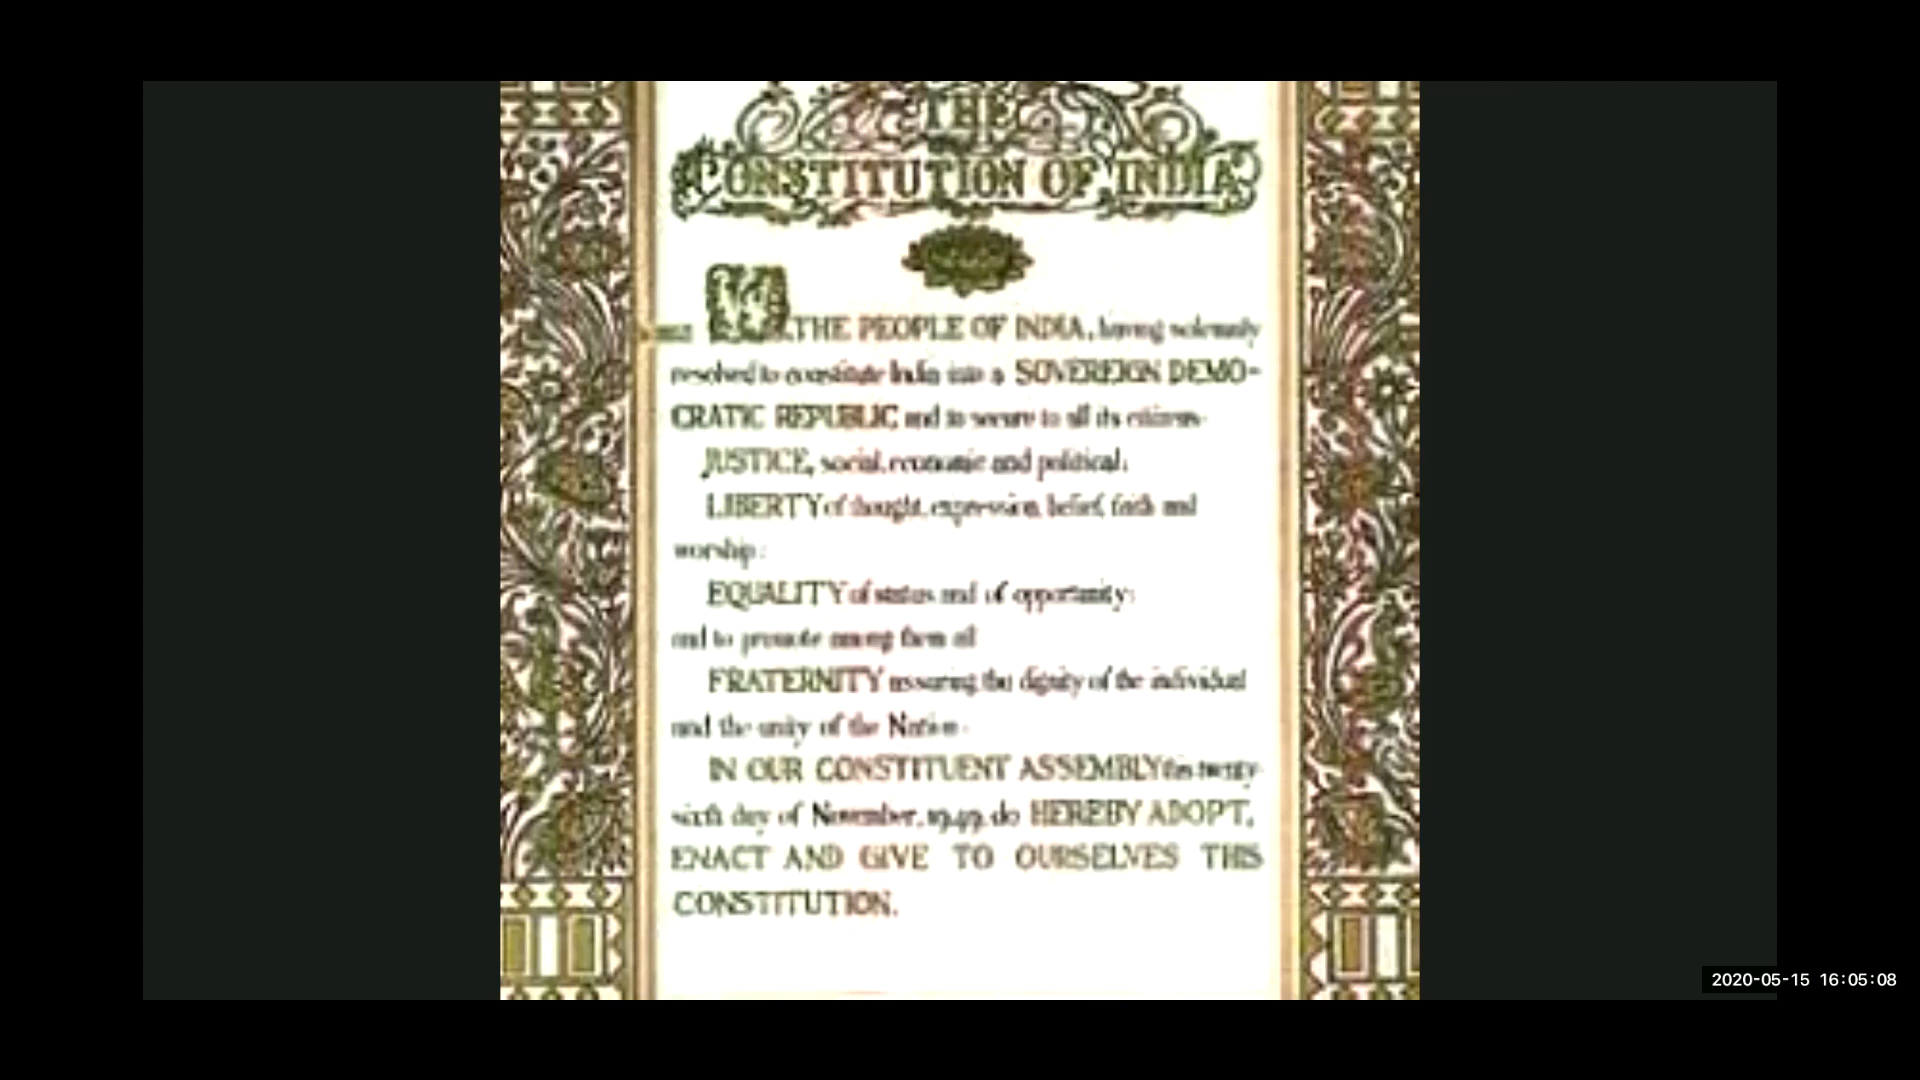 THE
CONSTITUTION OF INDIA
WE, THE PEOPLE OF INDIA, having solemnly
resolved to constitute India into a SOVEREIGN DEMO-
CRATIC REPUBLIC and to secure to all its citizens:
JUSTICE, social, economic and political;
LIBERTY of thought, expression, belief, faith and
worship;
EQUALITY of status and of opportunity;
and to promote among them all
FRATERNITY assuring the dignity of the individual
and the unity of the Nation;
IN OUR CONSTITUENT ASSEMBLY this twenty-
sixth day of November, 1949, do HEREBY ADOPT,
ENACT AND GIVE TO OURSELVES THIS
CONSTITUTION.
2020-05-15 16:05:08